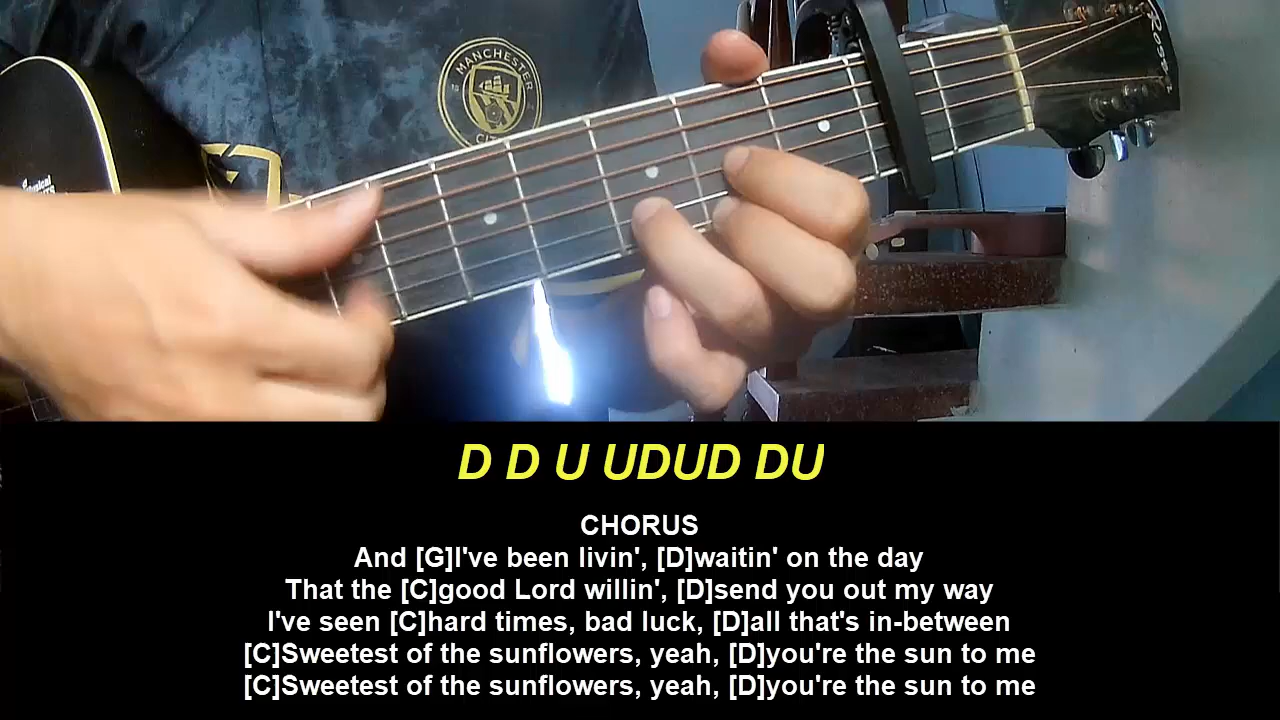 MANCHESTER
CITY
D D U UDUD DU
CHORUS
And [G]I've been livin', [D]waitin' on the day
That the [C]good Lord willin', [D]send you out my way
I've seen [C]hard times, bad luck, [D]all that's in-between
[C]Sweetest of the sunflowers, yeah, [D]you're the sun to me
[C]Sweetest of the sunflowers, yeah, [D]you're the sun to me